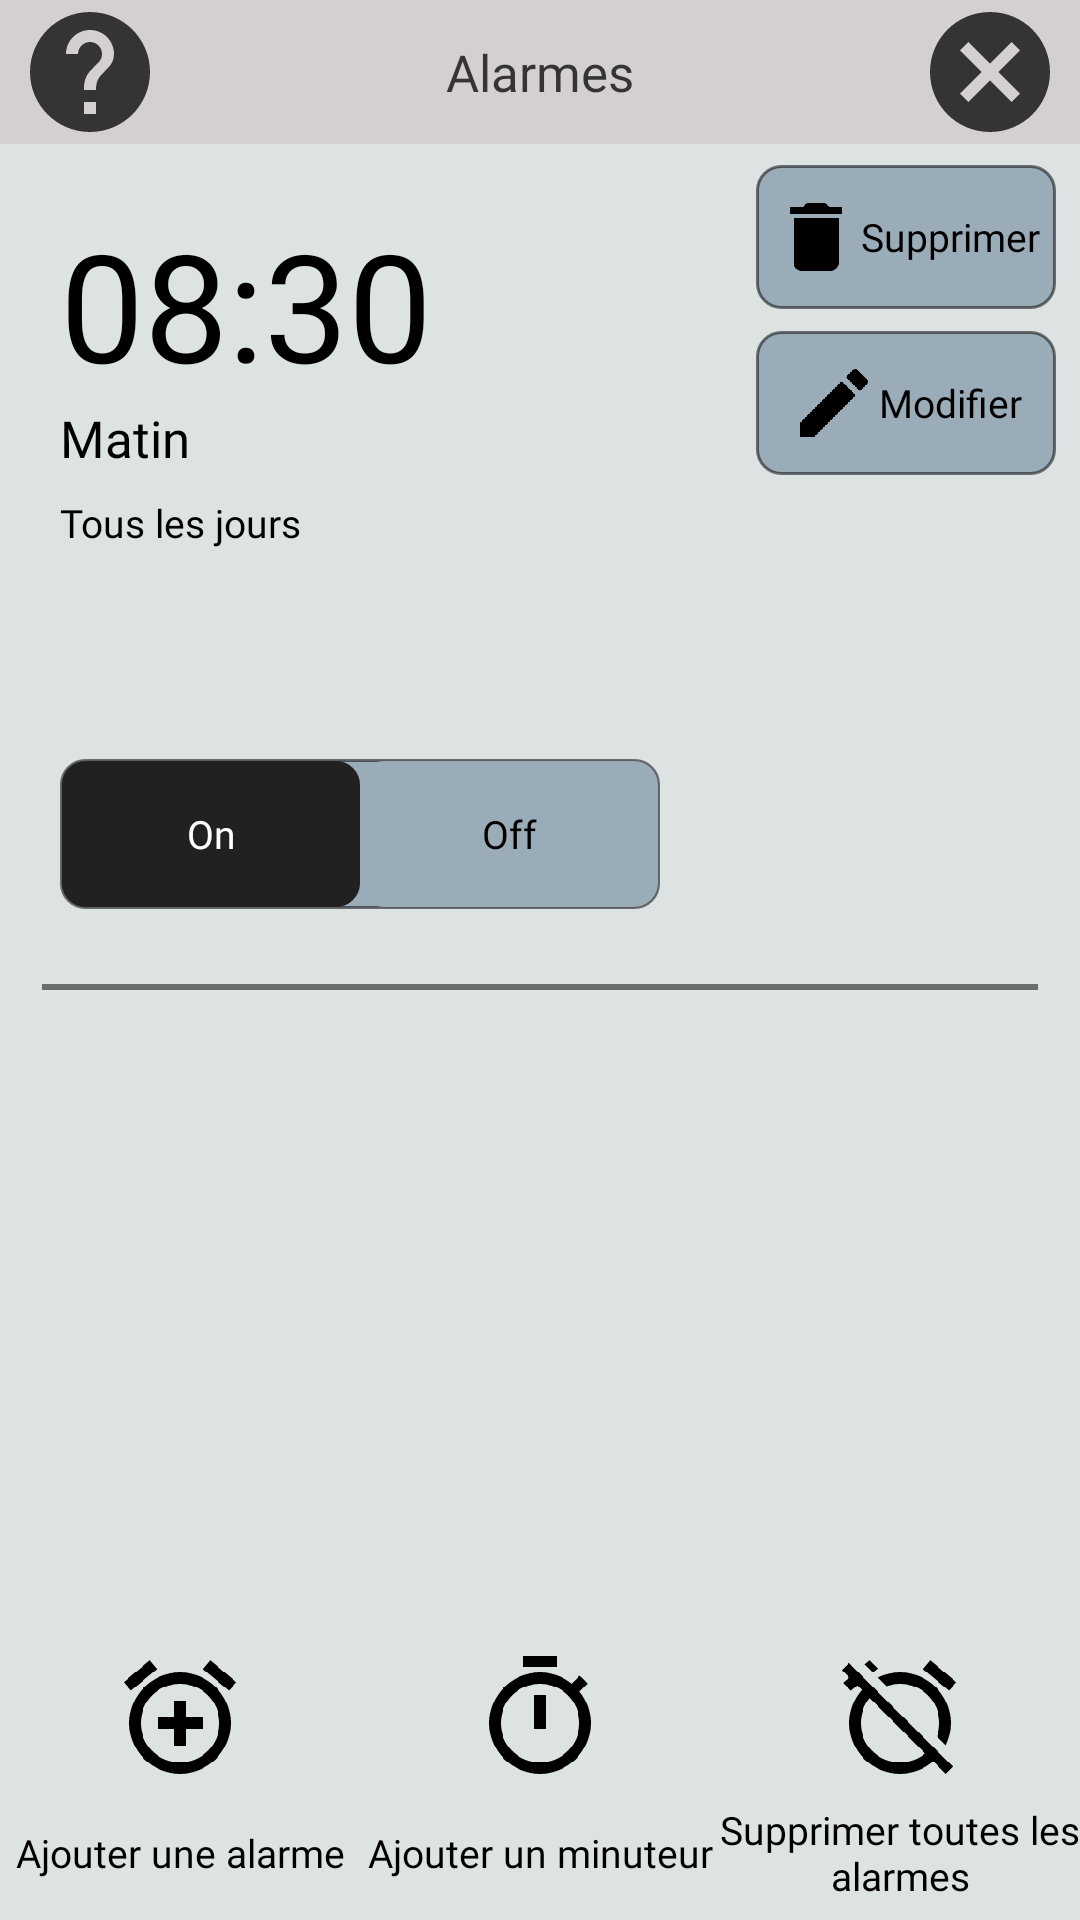 Alarmes
Supprimer
08:30
Modifier
Matin
Tous les jours
On
Off
Ajouter une alarme
Ajouter un minuteur
Supprimer toutes les
alarmes